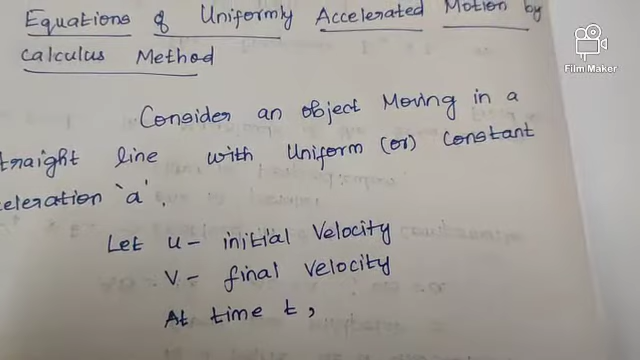 Equations of Uniformly Accelerated Motion by
Calculus Method
Film Maker
Consider an object Moving in a
traight line with Uniform (or) Constant
celeration 'a'.
Let u - initial Velocity
V - final Velocity
At time t,